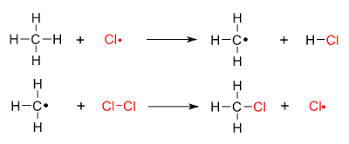 H H
H–C–H + Cl• → H–C• + H–Cl
H H
H H
H–C• + Cl–Cl → H–C–Cl + Cl•
H H